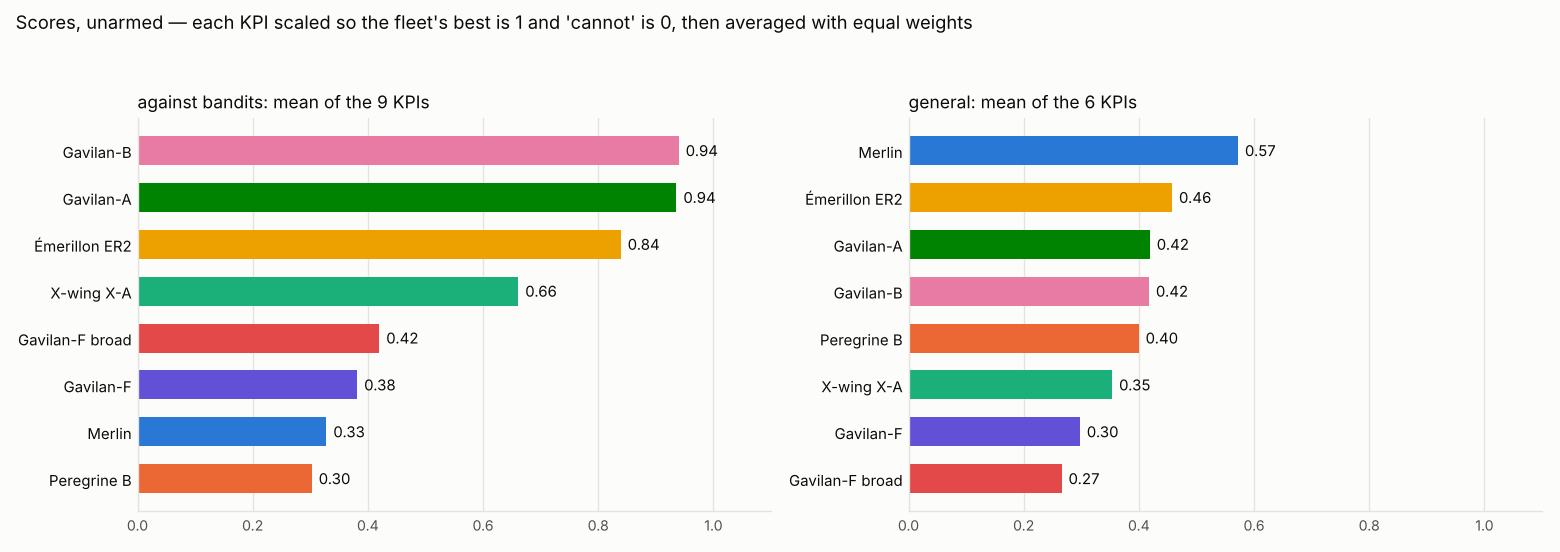 Scores, unarmed — each KPI scaled so the fleet's best is 1 and 'cannot' is 0, then averaged with equal weights
against bandits: mean of the 9 KPIs
Gavilan-B 0.94
Gavilan-A 0.94
Émerillon ER2 0.84
X-wing X-A 0.66
Gavilan-F broad 0.42
Gavilan-F 0.38
Merlin 0.33
Peregrine B 0.30
0.0 0.2 0.4 0.6 0.8 1.0
general: mean of the 6 KPIs
Merlin 0.57
Émerillon ER2 0.46
Gavilan-A 0.42
Gavilan-B 0.42
Peregrine B 0.40
X-wing X-A 0.35
Gavilan-F 0.30
Gavilan-F broad 0.27
0.0 0.2 0.4 0.6 0.8 1.0